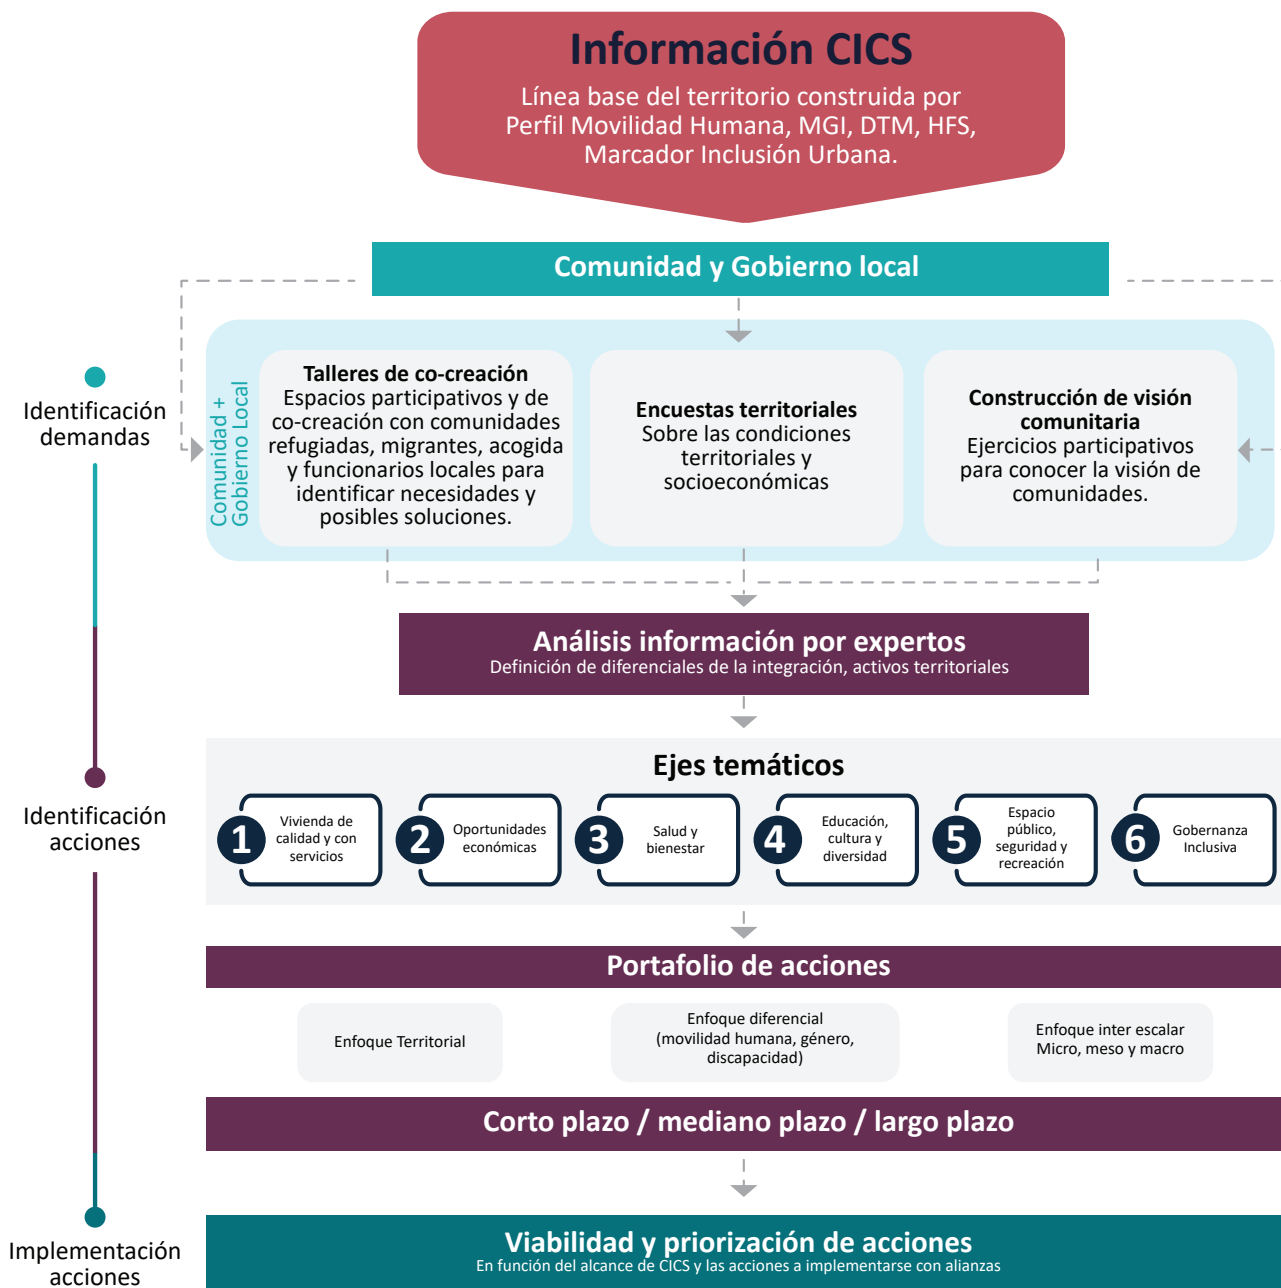 Información CICS
Línea base del territorio construida por
Perfil Movilidad Humana, MGI, DTM, HFS,
Marcador Inclusión Urbana.
Comunidad y Gobierno local
Identificación
demandas
Comunidad +
Gobierno Local
Talleres de co-creación
Espacios participativos y de
co-creación con comunidades
refugiadas, migrantes, acogida
y funcionarios locales para
identificar necesidades y
posibles soluciones.
Encuestas territoriales
Sobre las condiciones
territoriales y
socioeconómicas
Construcción de visión
comunitaria
Ejercicios participativos
para conocer la visión de
comunidades.
Análisis información por expertos
Definición de diferenciales de la integración, activos territoriales
Identificación
acciones
Ejes temáticos
1
Vivienda de
calidad y con
servicios
2
Oportunidades
económicas
3
Salud y
bienestar
4
Educación,
cultura y
diversidad
5
Espacio
público,
seguridad y
recreación
6
Gobernanza
Inclusiva
Portafolio de acciones
Enfoque Territorial
Enfoque diferencial
(movilidad humana, género,
discapacidad)
Enfoque inter escalar
Micro, meso y macro
Corto plazo / mediano plazo / largo plazo
Implementación
acciones
Viabilidad y priorización de acciones
En función del alcance de CICS y las acciones a implementarse con alianzas